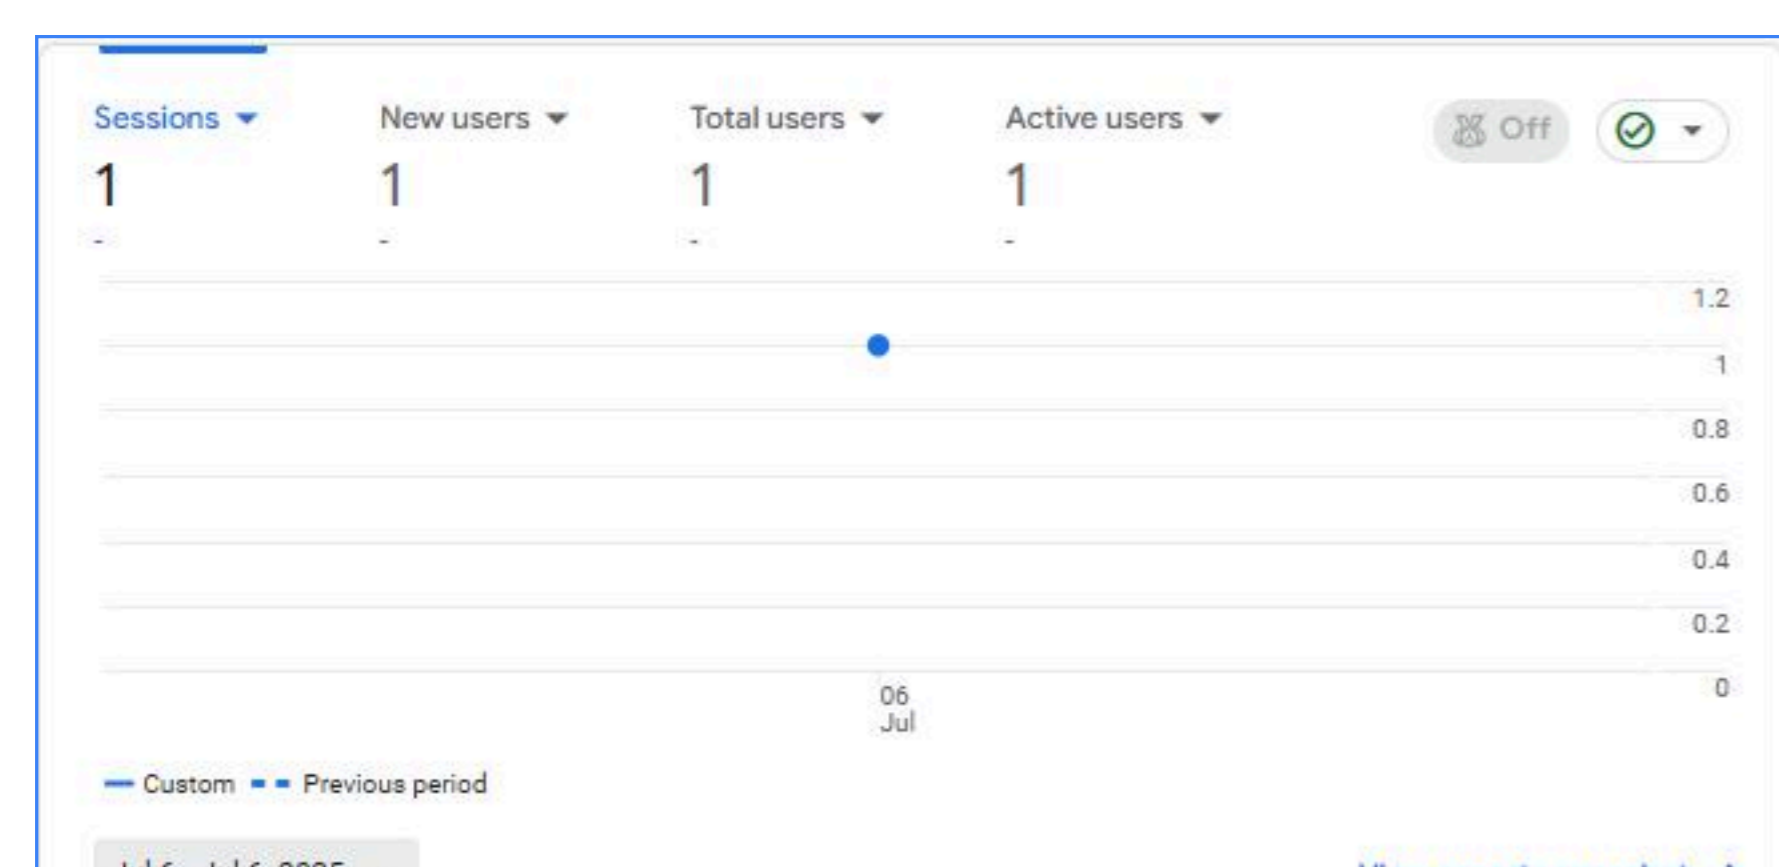 Sessions New users Total users Active users Off
1 1 1 1
- - - -
1.2
1
0.8
0.6
0.4
0.2
0
06
Jul
Custom Previous period